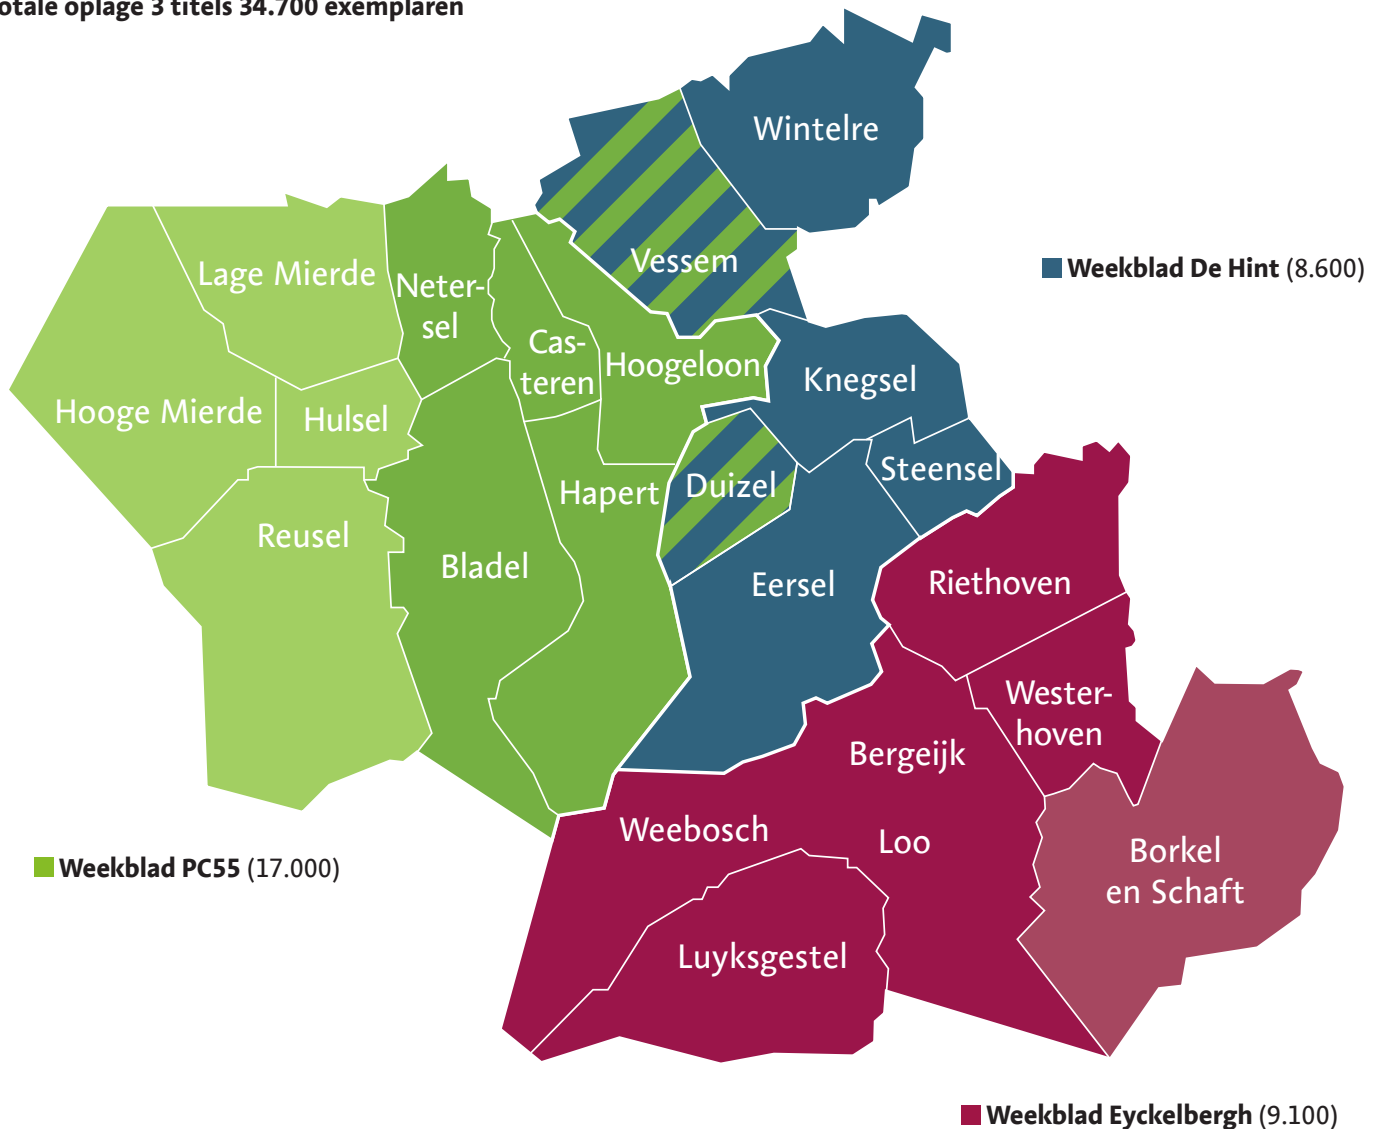 otale oplage 3 titels 34.700 exemplaren
Wintelre
Vessem
Weekblad De Hint (8.600)
Lage Mierde
Neter-
sel
Cas-
teren
Hoogeloon
Knegsel
Hooge Mierde
Hulsel
Steensel
Duizel
Hapert
Reusel
Bladel
Eersel
Riethoven
Wester-
hoven
Bergeijk
Weebosch
Loo
Borkel
en Schaft
Weekblad PC55 (17.000)
Luyksgestel
Weekblad Eyckelbergh (9.100)